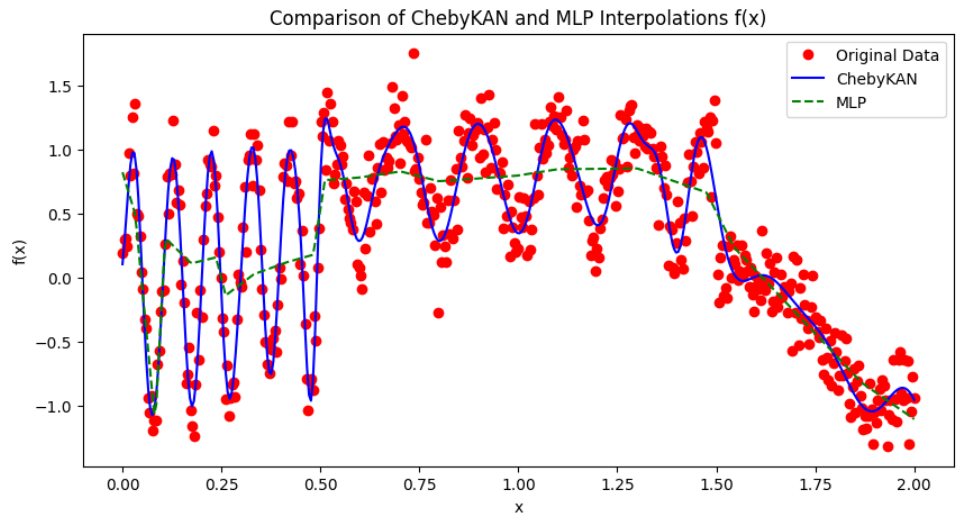 Comparison of ChebyKAN and MLP Interpolations f(x)
Original Data
ChebyKAN
MLP
f(x)
1.5
1.0
0.5
0.0
−0.5
−1.0
0.00 0.25 0.50 0.75 1.00 1.25 1.50 1.75 2.00
x